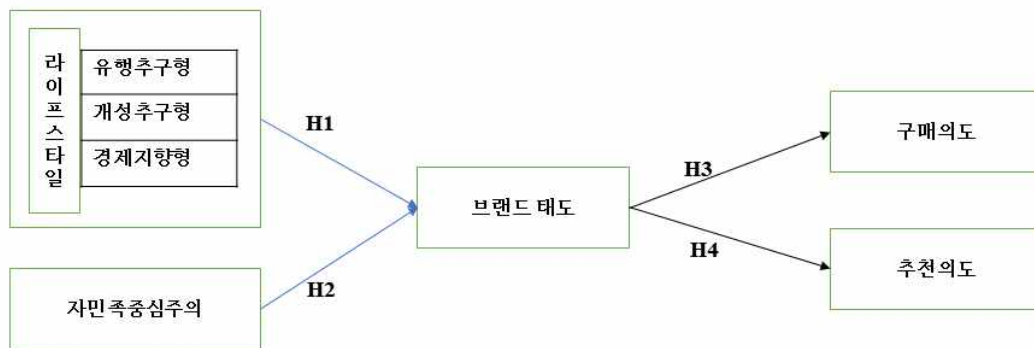 라이프스타일
유행추구형
개성추구형
경제지향형
H1
구매의도
H3
브랜드 태도
H4
추천의도
H2
자민족중심주의